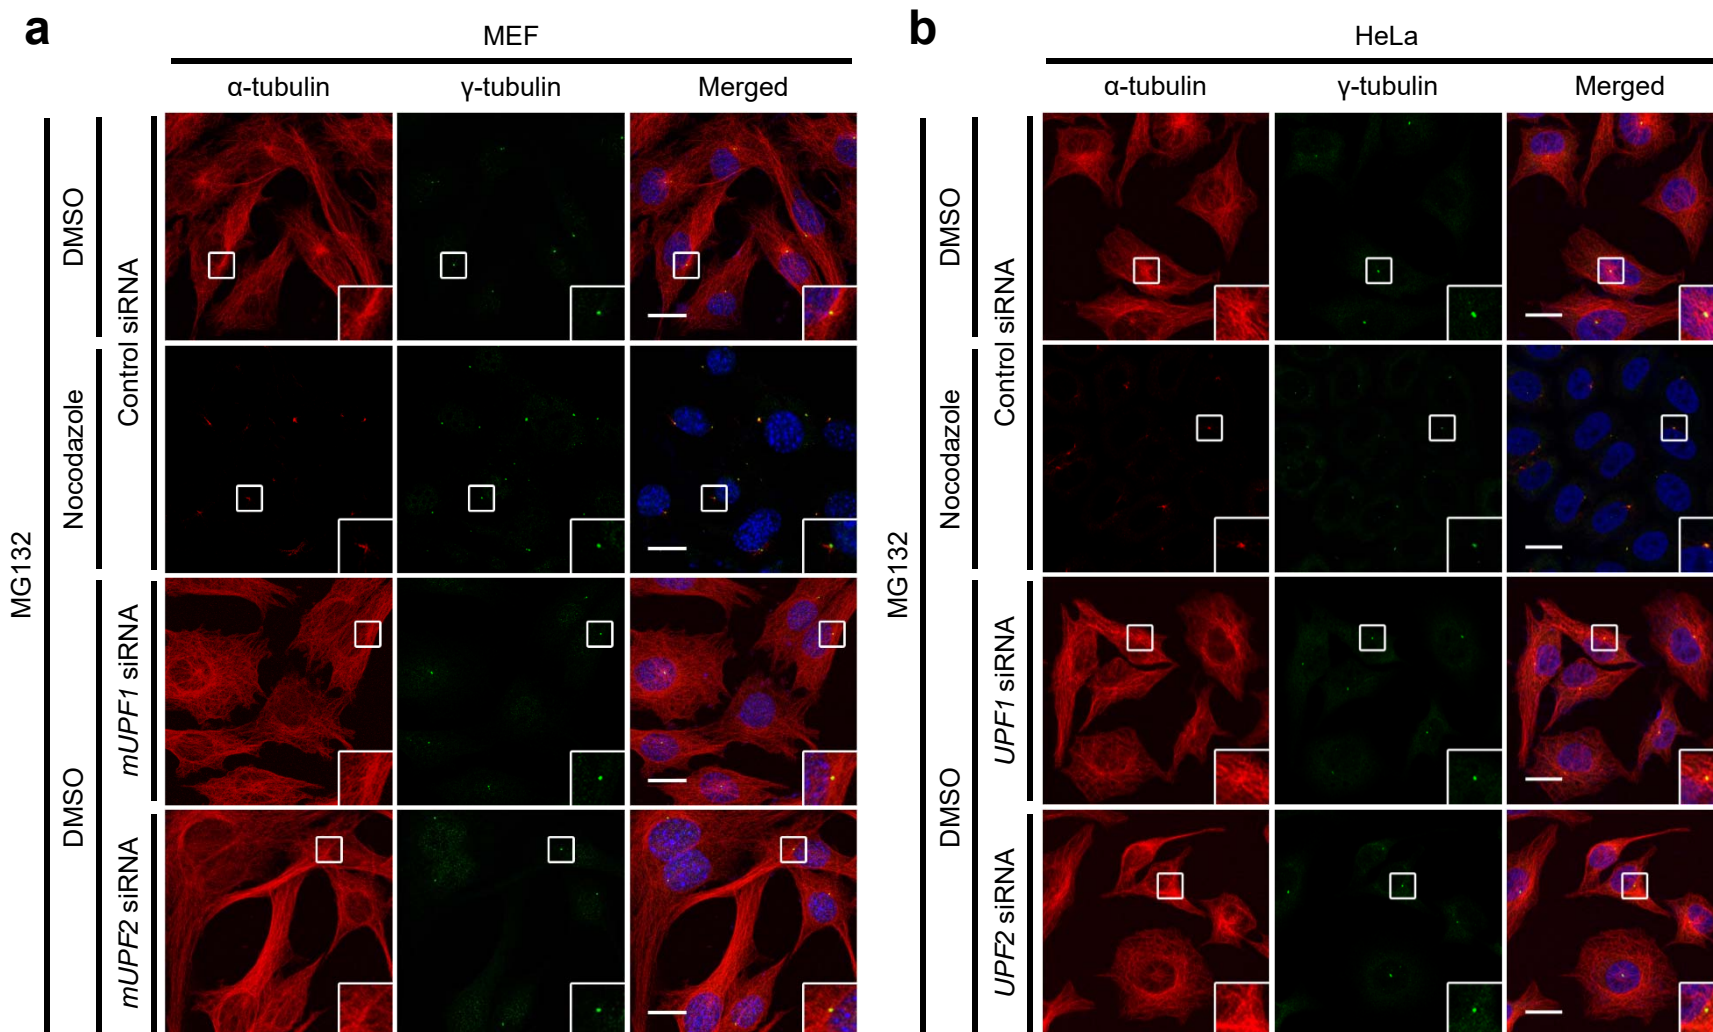 a
MEF
α-tubulin γ-tubulin Merged
MG132
DMSO
Nocodazole
DMSO
Control siRNA
mUPF1 siRNA
mUPF2 siRNA
b
HeLa
α-tubulin γ-tubulin Merged
MG132
DMSO
Nocodazole
DMSO
Control siRNA
UPF1 siRNA
UPF2 siRNA